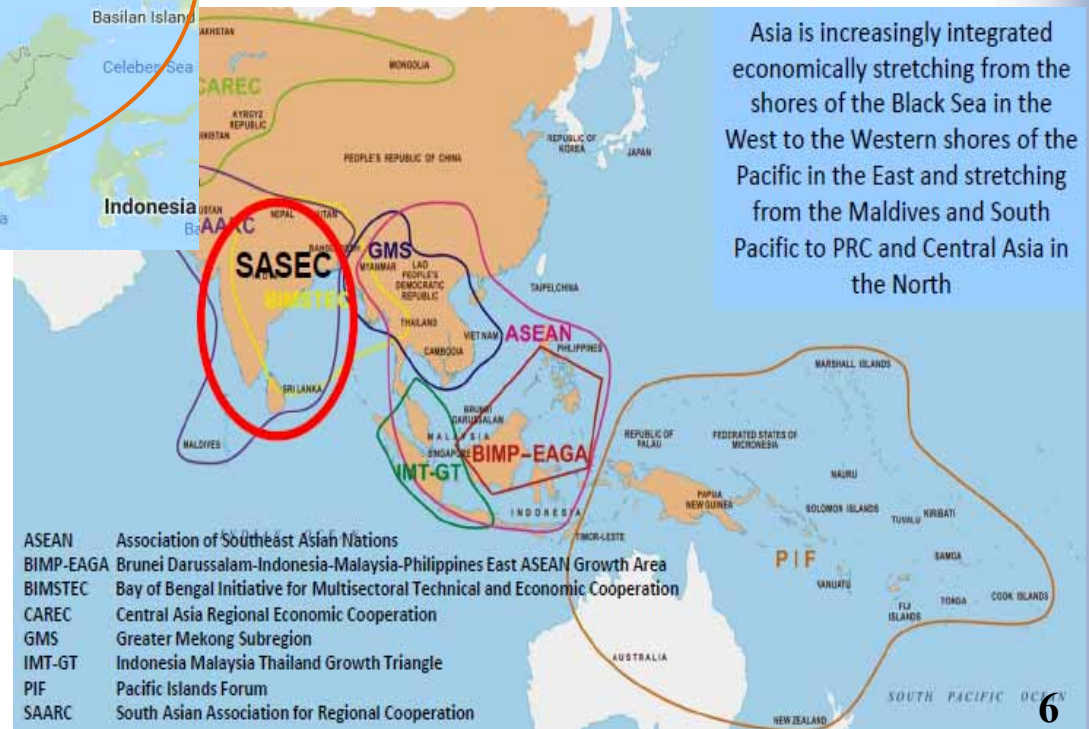 Basilan Island
Celebes Sea
Indonesia
Asia is increasingly integrated
economically stretching from the
shores of the Black Sea in the
West to the Western shores of the
Pacific in the East and stretching
from the Maldives and South
Pacific to PRC and Central Asia in
the North
CAREC
MONGOLIA
KYRGYZ
REPUBLIC
PEOPLE'S REPUBLIC OF CHINA
REPUBLIC OF
KOREA
JAPAN
NEPAL
SASEC
BIMSTEC
GMS
MYANMAR
LAO
PEOPLE'S
DEMOCRATIC
REPUBLIC
TAIPEI,CHINA
THAILAND
VIET NAM
ASEAN
CAMBODIA
PHILIPPINES
SRI LANKA
MALDIVES
MARSHALL ISLANDS
BRUNEI
DARUSSALAM
MALAYSIA
SINGAPORE
BIMP-EAGA
IMT-GT
INDONESIA
REPUBLIC OF
PALAU
FEDERATED STATES OF
MICRONESIA
NAURU
PAPUA
NEW GUINEA
SOLOMON ISLANDS
TUVALU
KIRIBATI
TIMOR-LESTE
PIF
SAMOA
VANUATU
FIJI
ISLANDS
TONGA
COOK ISLANDS
AUSTRALIA
NEW ZEALAND
SOUTH PACIFIC OCEAN
ASEAN Association of Southeast Asian Nations
BIMP-EAGA Brunei Darussalam-Indonesia-Malaysia-Philippines East ASEAN Growth Area
BIMSTEC Bay of Bengal Initiative for Multisectoral Technical and Economic Cooperation
CAREC Central Asia Regional Economic Cooperation
GMS Greater Mekong Subregion
IMT-GT Indonesia Malaysia Thailand Growth Triangle
PIF Pacific Islands Forum
SAARC South Asian Association for Regional Cooperation
6